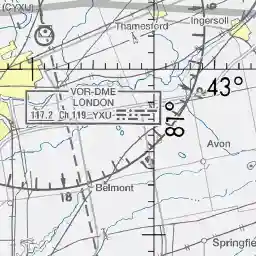 (CYXU)
Ingersoll
Thamesford
VOR-DME
LONDON
117.2 Ch 119 YXU
43°
81°
Avon
Belmont
18
Springfie